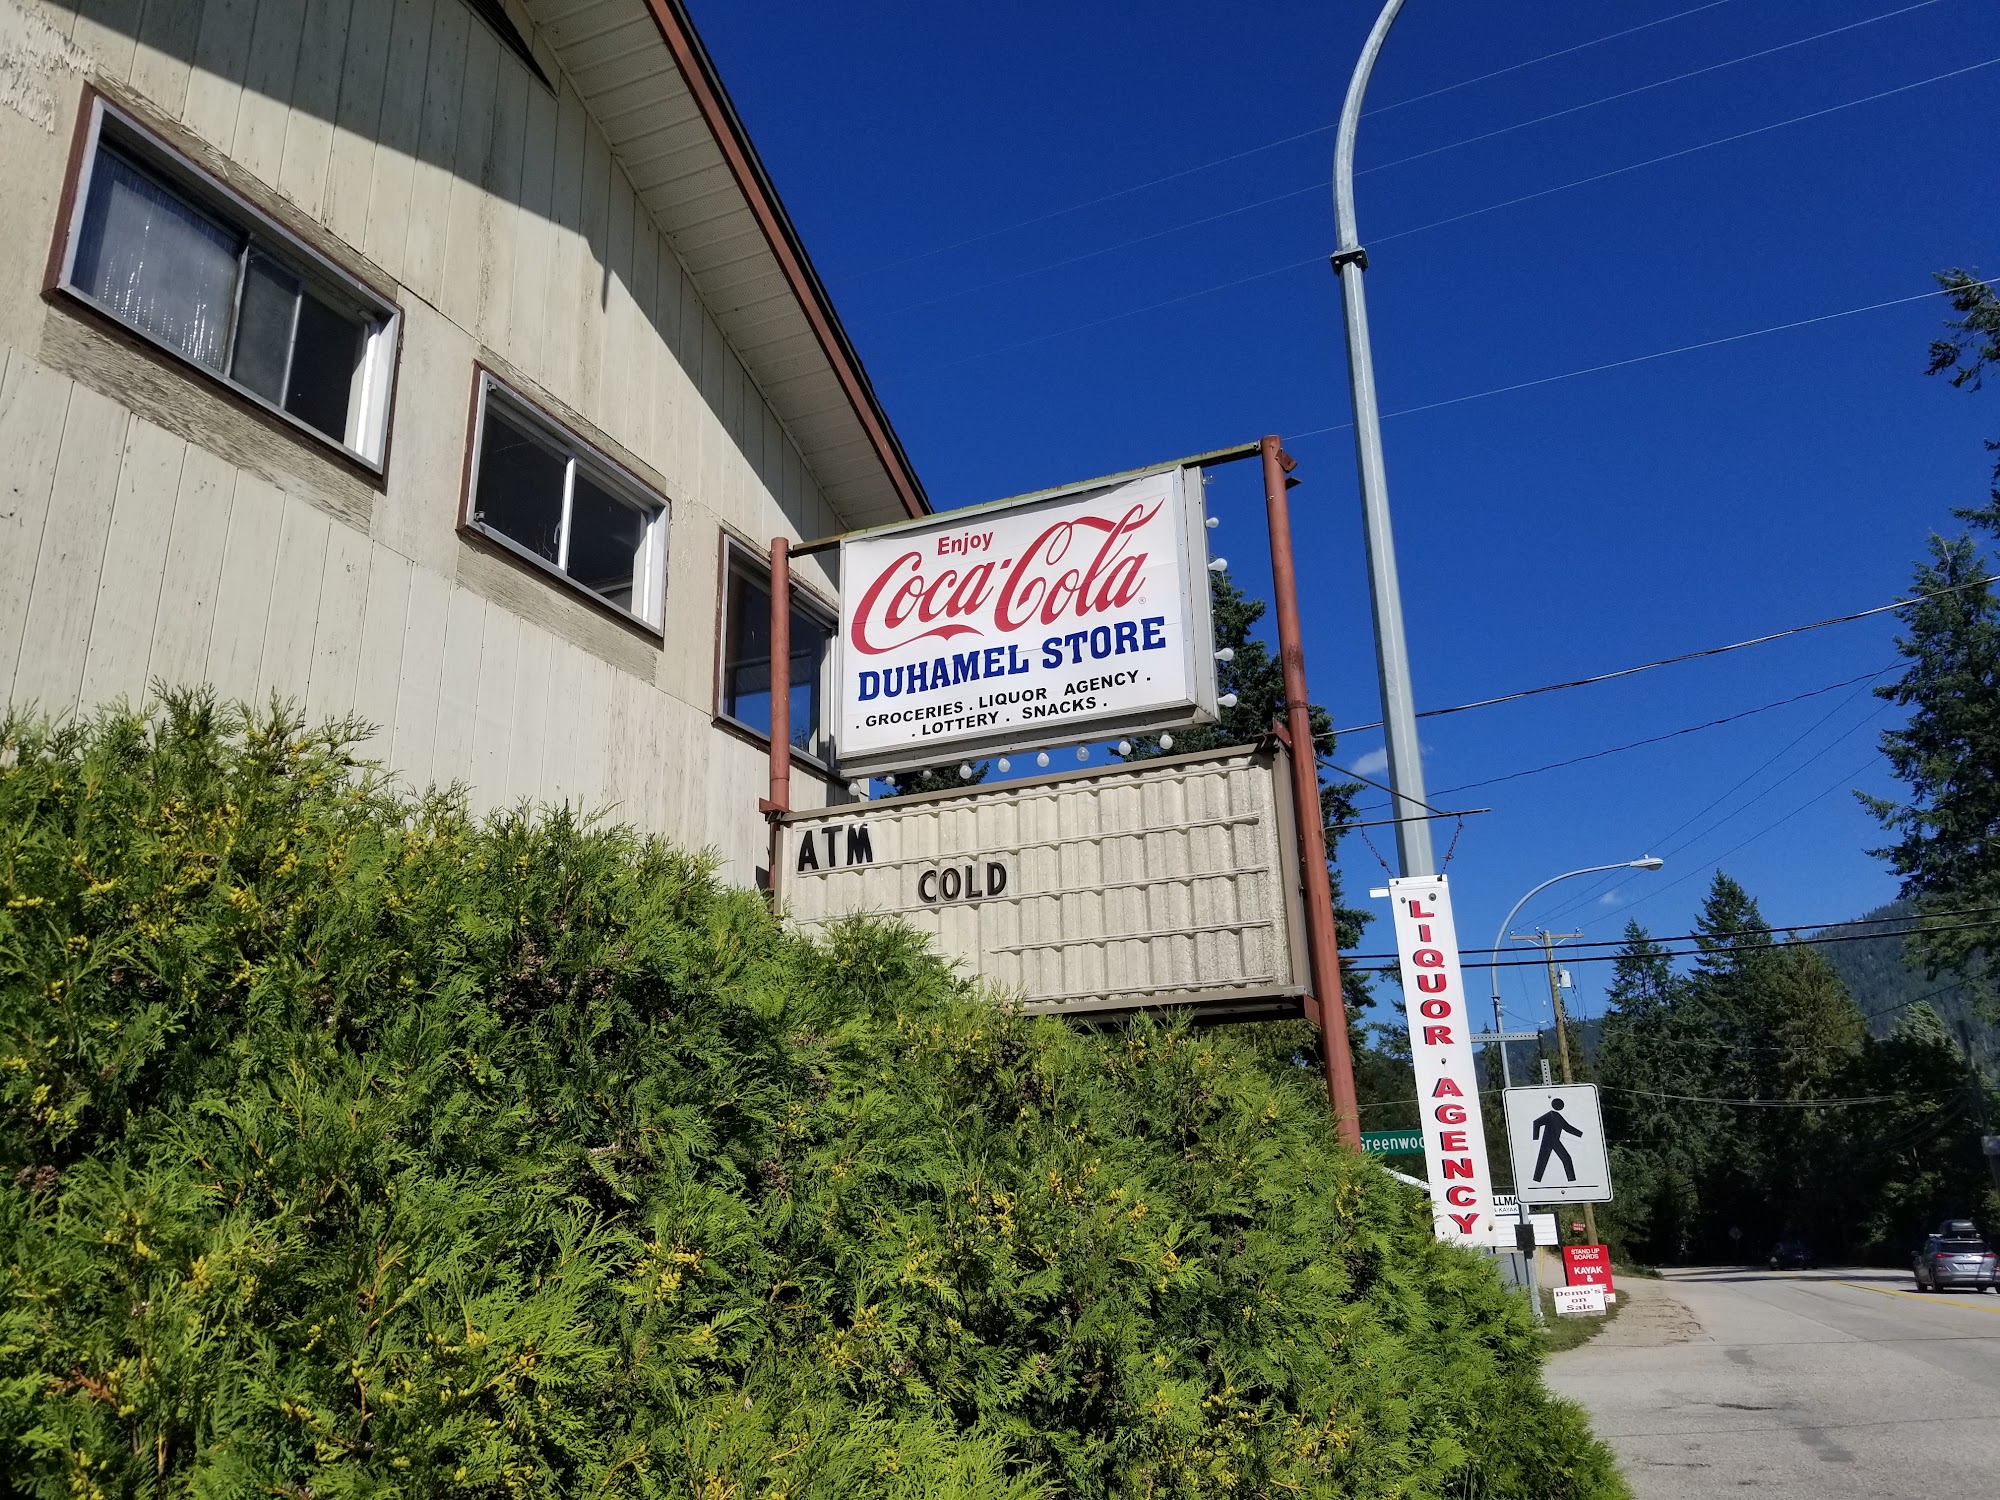 Enjoy
Coca-Cola
DUHAMEL STORE
. GROCERIES . LIQUOR AGENCY .
. LOTTERY . SNACKS .
ATM
COLD
LIQUOR . AGENCY
STAND UP
BOARDS
KAYAK
&
Demo's
on
Sale